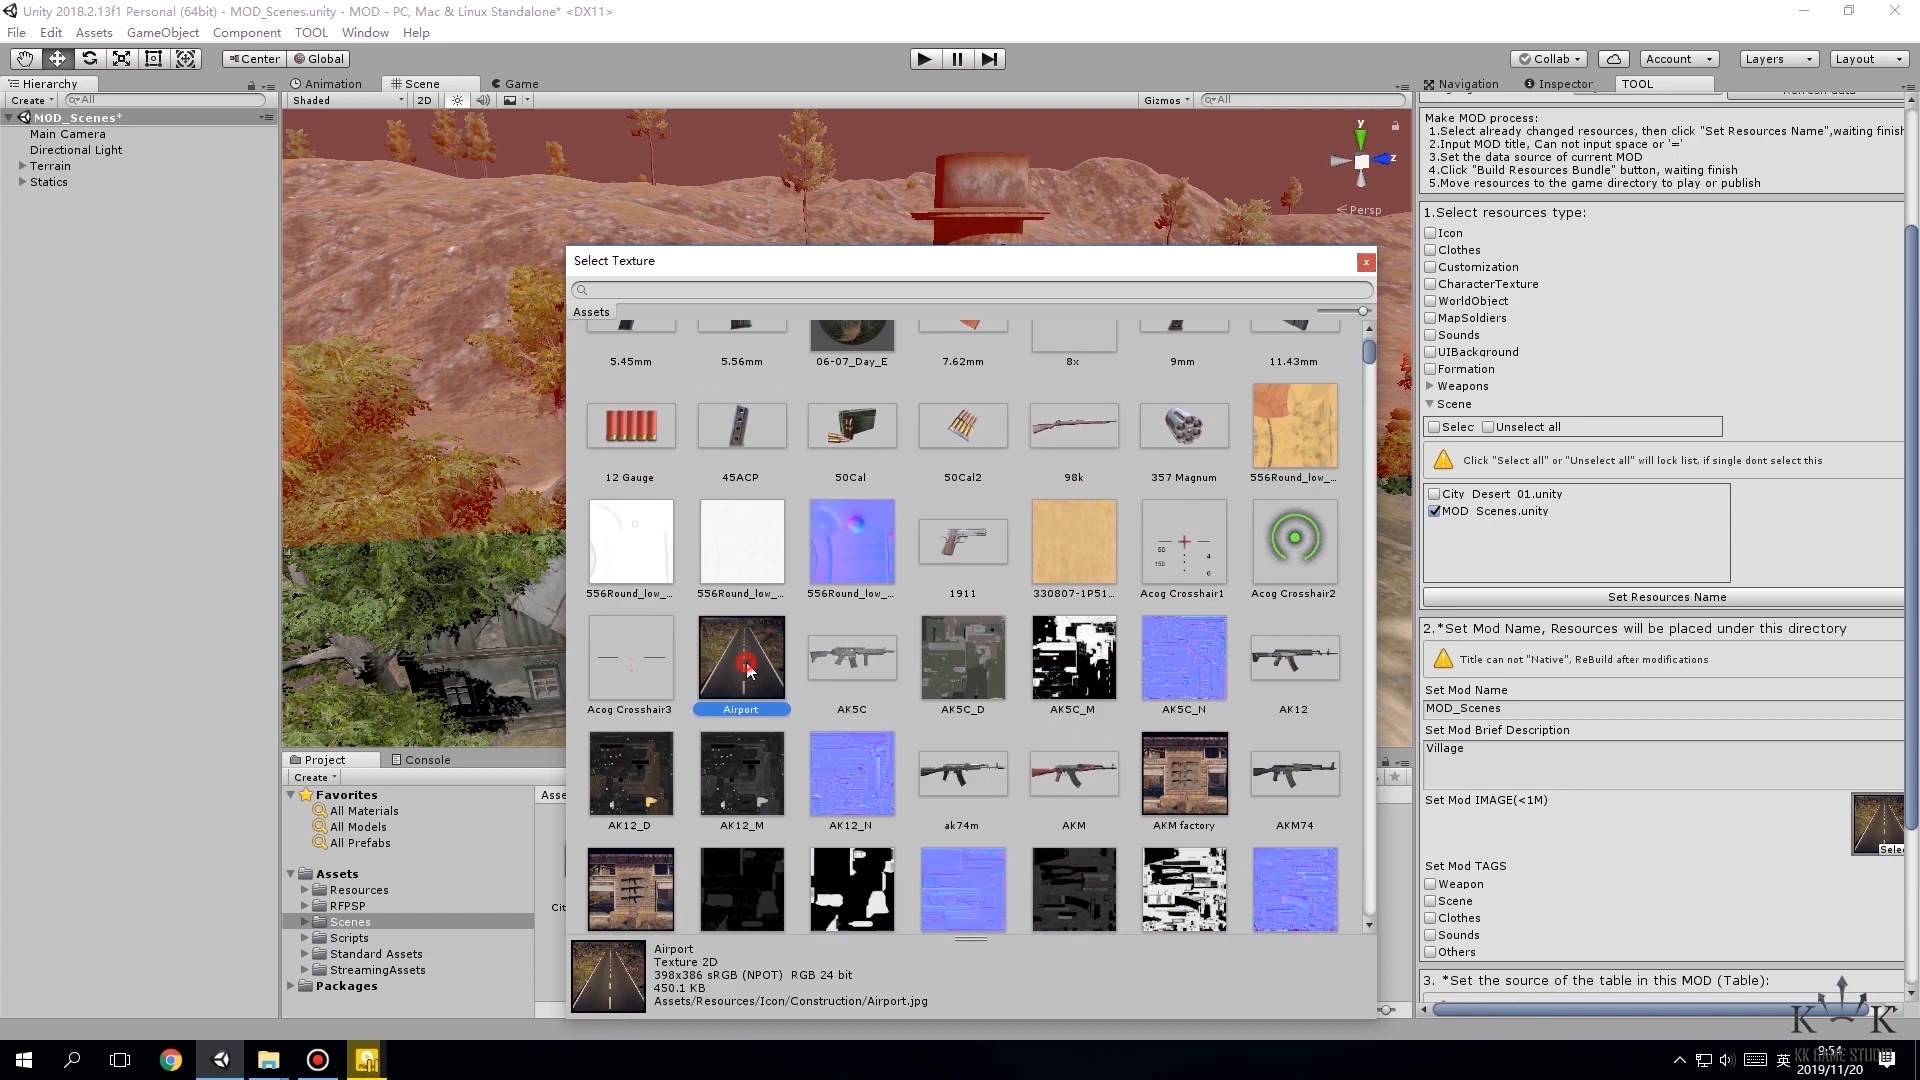 Unity 2018.2.13f1 Personal (64bit) - MOD_Scenes.unity - MOD - PC, Mac & Linux Standalone* <DX11>
File Edit Assets GameObject Component TOOL Window Help
Center Global
Collab Account Layers Layout
Hierarchy
Create All
MOD_Scenes*
Main Camera
Directional Light
Terrain
Statics
Animation Scene Game
Shaded 2D Gizmos All
y
z
Persp
Select Texture
Assets
5.45mm 5.56mm 06-07_Day_E 7.62mm 8x 9mm 11.43mm
12 Gauge 45ACP 50Cal 50Cal2 98k 357 Magnum 556Round_low_...
556Round_low_... 556Round_low_... 556Round_low_... 1911 330807-1P51... Acog Crosshair1 Acog Crosshair2
Acog Crosshair3 Airport AK5C AK5C_D AK5C_M AK5C_N AK12
AK12_D AK12_M AK12_N ak74m AKM AKM factory AKM74
Airport
Texture 2D
398x386 sRGB (NPOT) RGB 24 bit
450.1 KB
Assets/Resources/Icon/Construction/Airport.jpg
Project Console
Create
Favorites
All Materials
All Models
All Prefabs
Assets
Resources
RFPSP
Scenes
Scripts
Standard Assets
StreamingAssets
Packages
Asse
Cit
Navigation Inspector TOOL
Make MOD process:
1.Select already changed resources, then click "Set Resources Name",waiting finish
2.Input MOD title, Can not input space or '='
3.Set the data source of current MOD
4.Click "Build Resources Bundle" button, waiting finish
5.Move resources to the game directory to play or publish
1.Select resources type:
Icon
Clothes
Customization
CharacterTexture
WorldObject
MapSoldiers
Sounds
UIBackground
Formation
Weapons
Scene
Selec Unselect all
Click "Select all" or "Unselect all" will lock list, if single dont select this
City Desert 01.unity
MOD Scenes.unity
Set Resources Name
2.*Set Mod Name, Resources will be placed under this directory
Title can not "Native", ReBuild after modifications
Set Mod Name
MOD_Scenes
Set Mod Brief Description
Village
Set Mod IMAGE(<1M)
Selec
Set Mod TAGS
Weapon
Scene
Clothes
Sounds
Others
3. *Set the source of the table in this MOD (Table):
K K
KK GAME STUDIO
英
9:54
2019/11/20